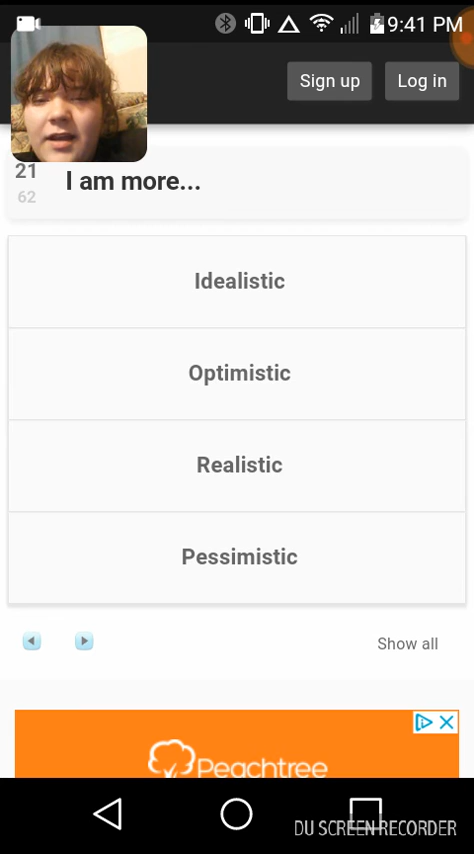 9:41 PM
Sign up
Log in
21
62
I am more...
Idealistic
Optimistic
Realistic
Pessimistic
Show all
Peachtree
DU SCREEN RECORDER